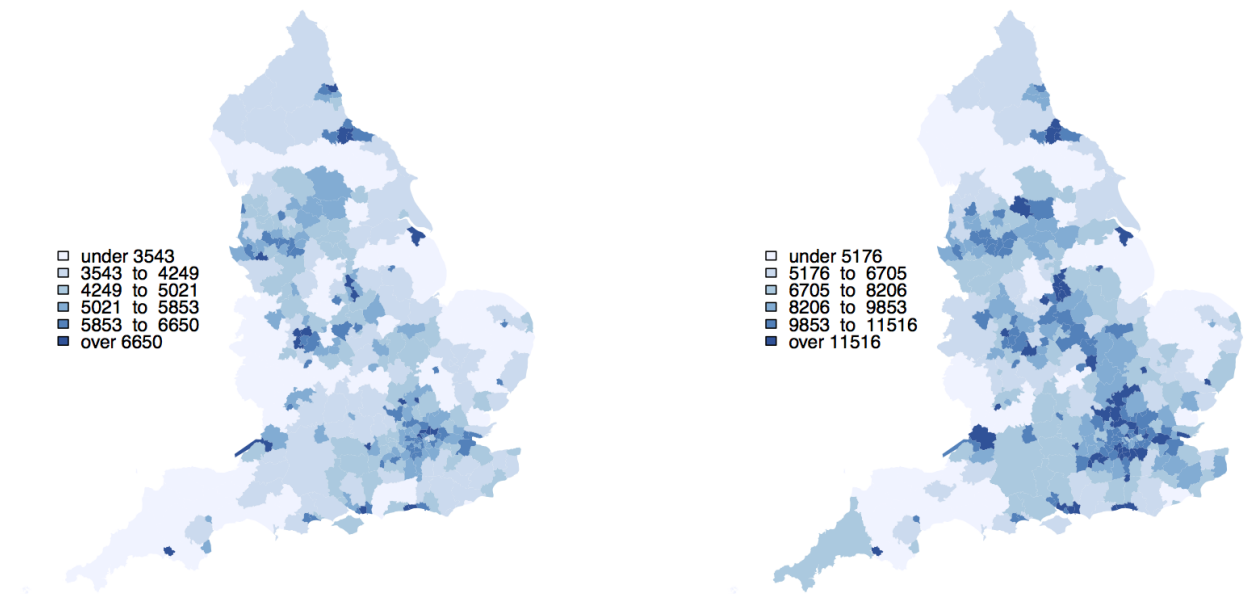 under 3543
3543 to 4249
4249 to 5021
5021 to 5853
5853 to 6650
over 6650
under 5176
5176 to 6705
6705 to 8206
8206 to 9853
9853 to 11516
over 11516